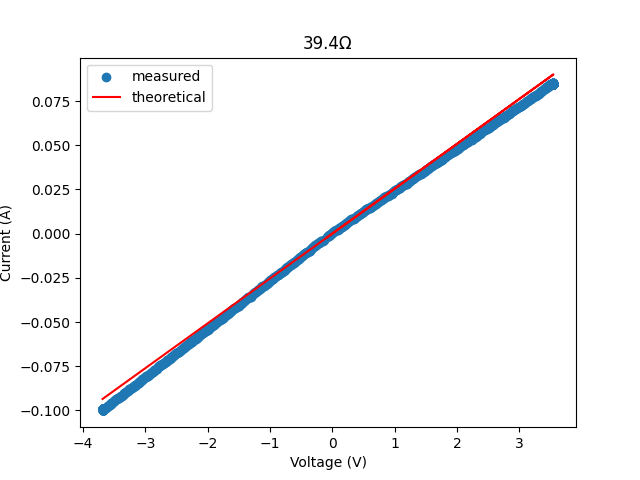 39.4Ω
measured
theoretical
0.075
0.050
0.025
0.000
−0.025
−0.050
−0.075
−0.100
Current (A)
−4 −3 −2 −1 0 1 2 3
Voltage (V)